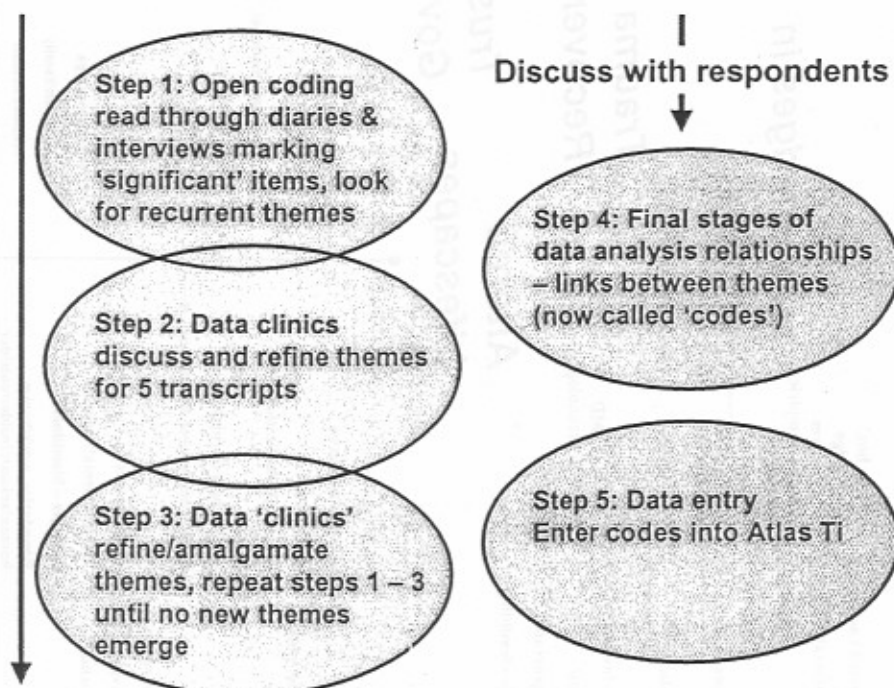 Step 1: Open coding
read through diaries &
interviews marking
‘significant’ items, look
for recurrent themes
Step 2: Data clinics
discuss and refine themes
for 5 transcripts
Step 3: Data ‘clinics’
refine/amalgamate
themes, repeat steps 1 – 3
until no new themes
emerge
Discuss with respondents
Step 4: Final stages of
data analysis relationships
– links between themes
(now called ‘codes’)
Step 5: Data entry
Enter codes into Atlas Ti